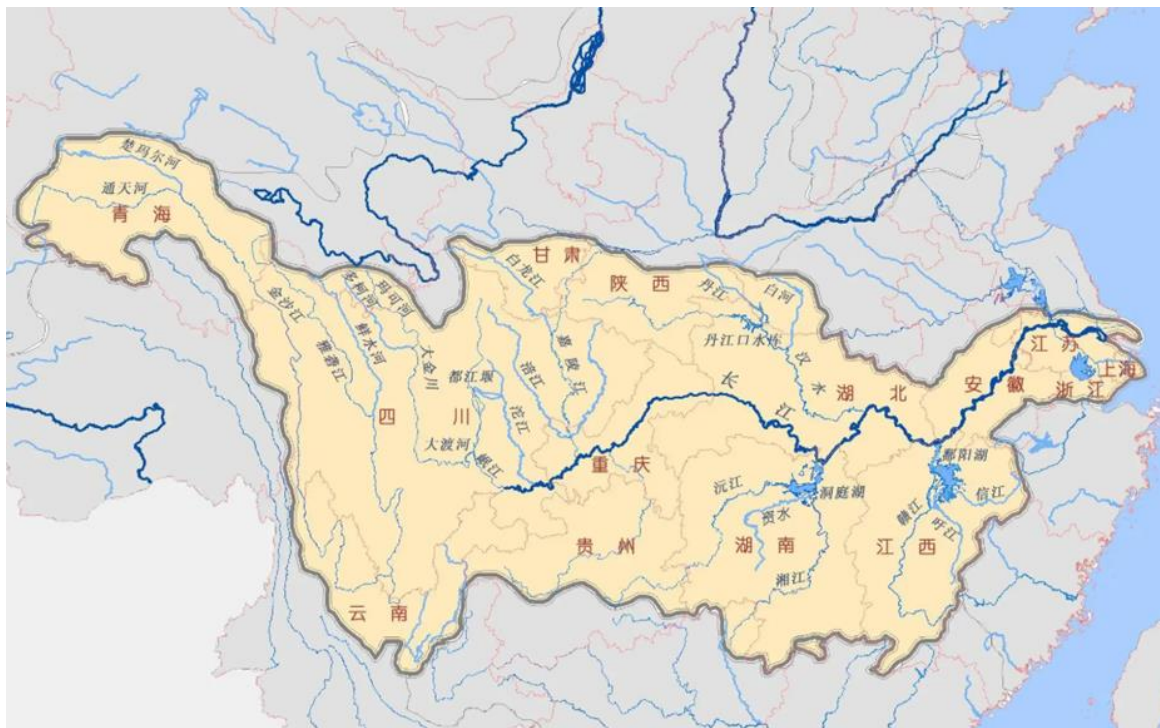 楚玛尔河
通天河
青海
甘肃
白龙江
陕西
丹江
白河
多柯河
玛可河
金沙江
鲜水河
雅砻江
丹江口水库
汉水
嘉陵江
大金川
都江堰
涪江
沱江
长江
湖北
安徽
江苏
上海
浙江
四川
大渡河
岷江
重庆
鄱阳湖
沅江
洞庭湖
信江
资水
赣江
盱江
贵州
湖南
江西
湘江
云南